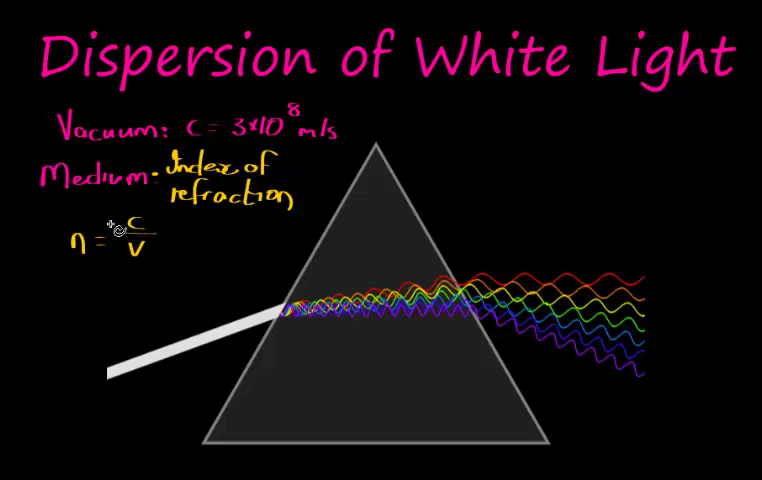 Dispersion of White Light
Vacuum: c = 3×10⁸ m/s
Medium: Index of
refraction
n = c/v